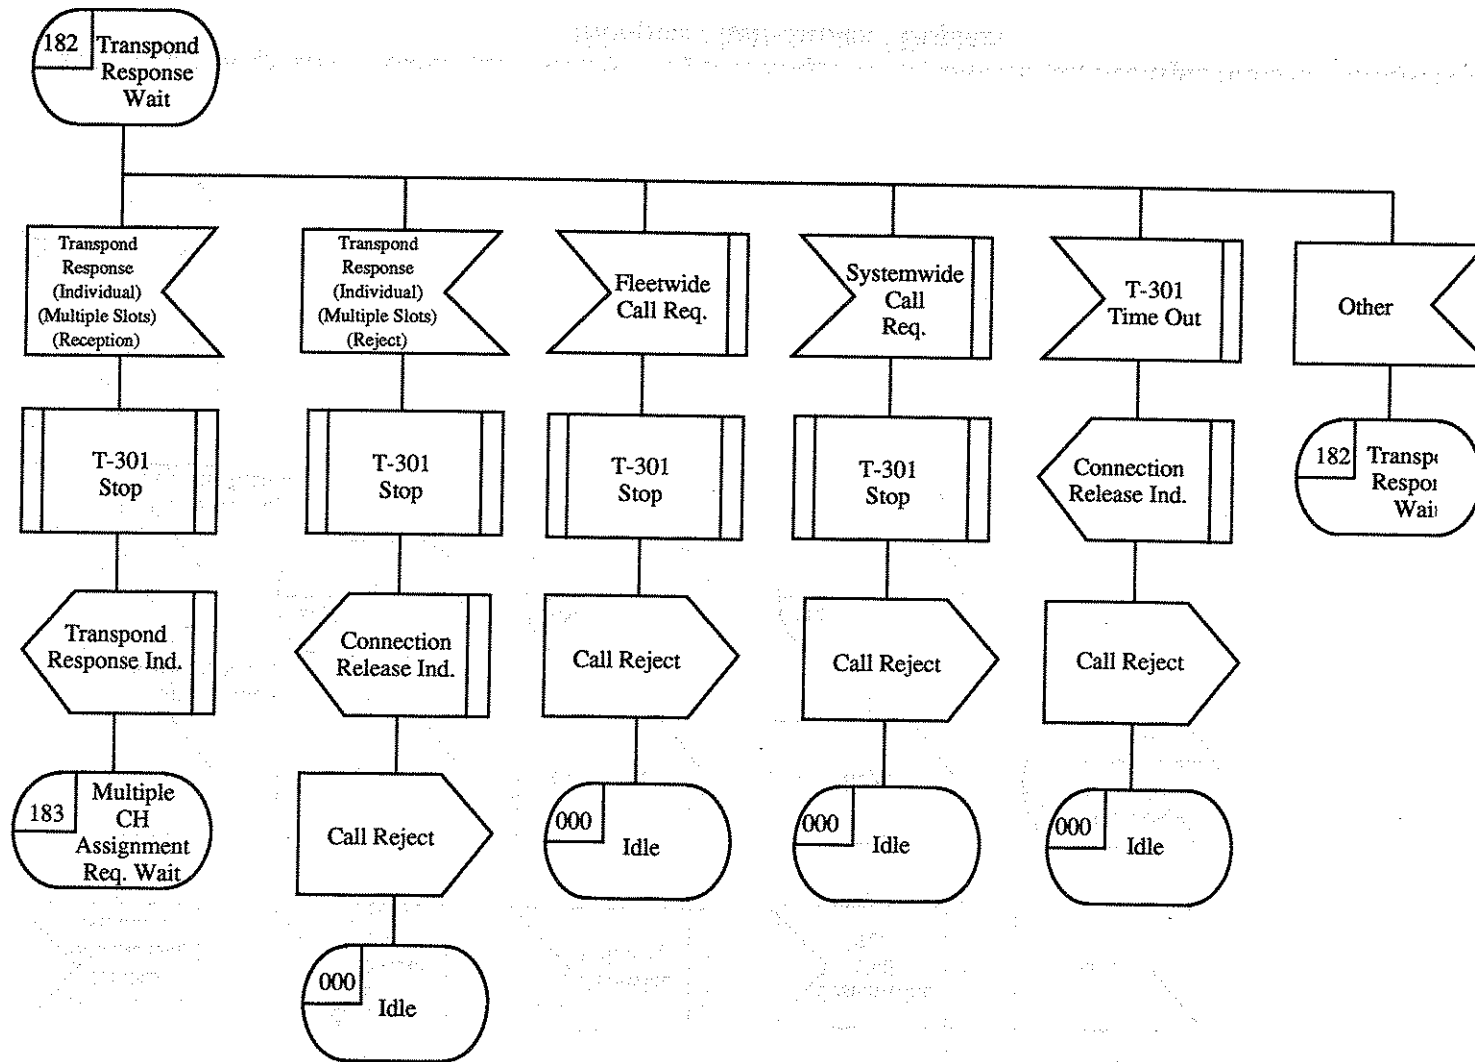 182
Transpond
Response
Wait
Transpond
Response
(Individual)
(Multiple Slots)
(Reception)
Transpond
Response
(Individual)
(Multiple Slots)
(Reject)
Fleetwide
Call Req.
Systemwide
Call
Req.
T-301
Time Out
Other
T-301
Stop
T-301
Stop
T-301
Stop
T-301
Stop
Connection
Release Ind.
182
Transpo
Respon
Wait
Transpond
Response Ind.
Connection
Release Ind.
Call Reject
Call Reject
Call Reject
183
Multiple
CH
Assignment
Req. Wait
Call Reject
000
Idle
000
Idle
000
Idle
000
Idle